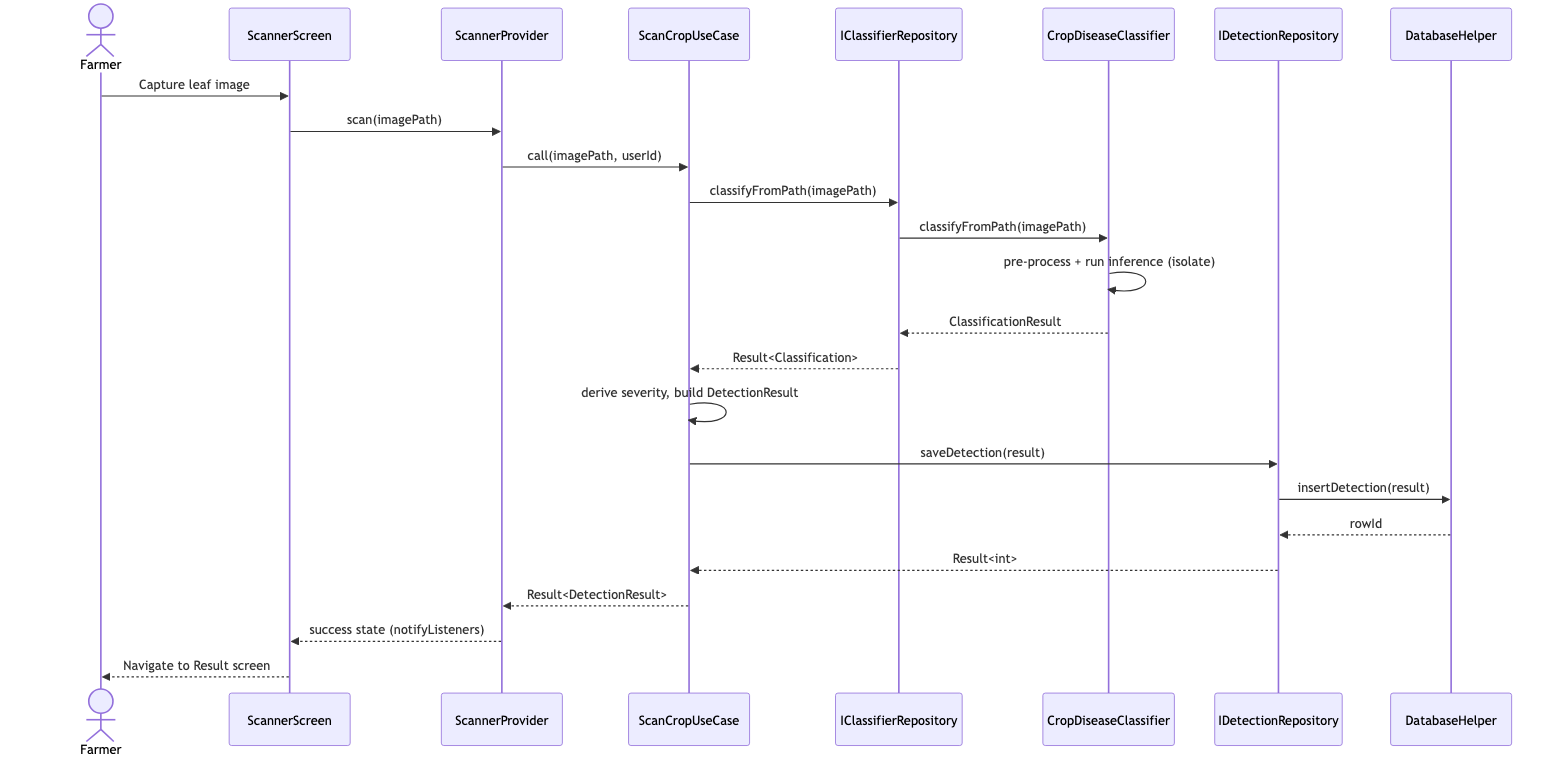 Farmer
ScannerScreen
ScannerProvider
ScanCropUseCase
IClassifierRepository
CropDiseaseClassifier
IDetectionRepository
DatabaseHelper
Capture leaf image
scan(imagePath)
call(imagePath, userId)
classifyFromPath(imagePath)
classifyFromPath(imagePath)
pre-process + run inference (isolate)
ClassificationResult
Result<Classification>
derive severity, build DetectionResult
saveDetection(result)
insertDetection(result)
rowId
Result<int>
Result<DetectionResult>
success state (notifyListeners)
Navigate to Result screen
Farmer
ScannerScreen
ScannerProvider
ScanCropUseCase
IClassifierRepository
CropDiseaseClassifier
IDetectionRepository
DatabaseHelper